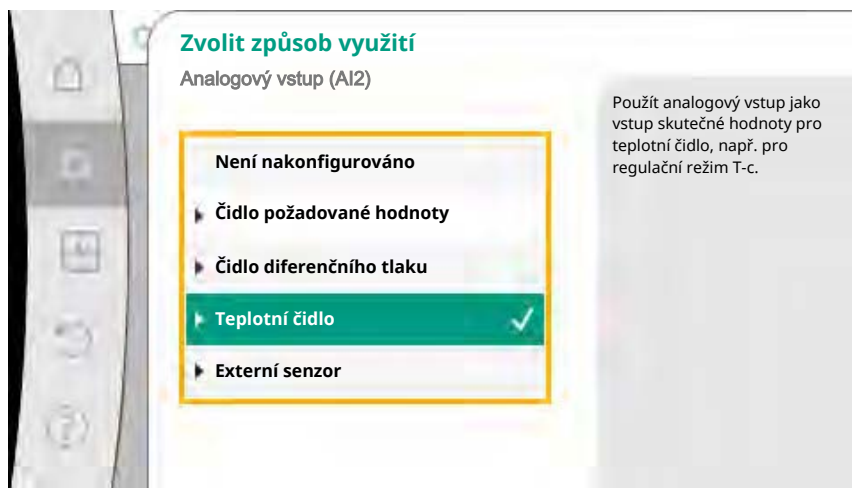 Zvolit způsob využití
Analogový vstup (AI2)
Není nakonfigurováno
Čidlo požadované hodnoty
Čidlo diferenčního tlaku
Teplotní čidlo
Externí senzor
Použít analogový vstup jako
vstup skutečné hodnoty pro
teplotní čidlo, např. pro
regulační režim T-c.